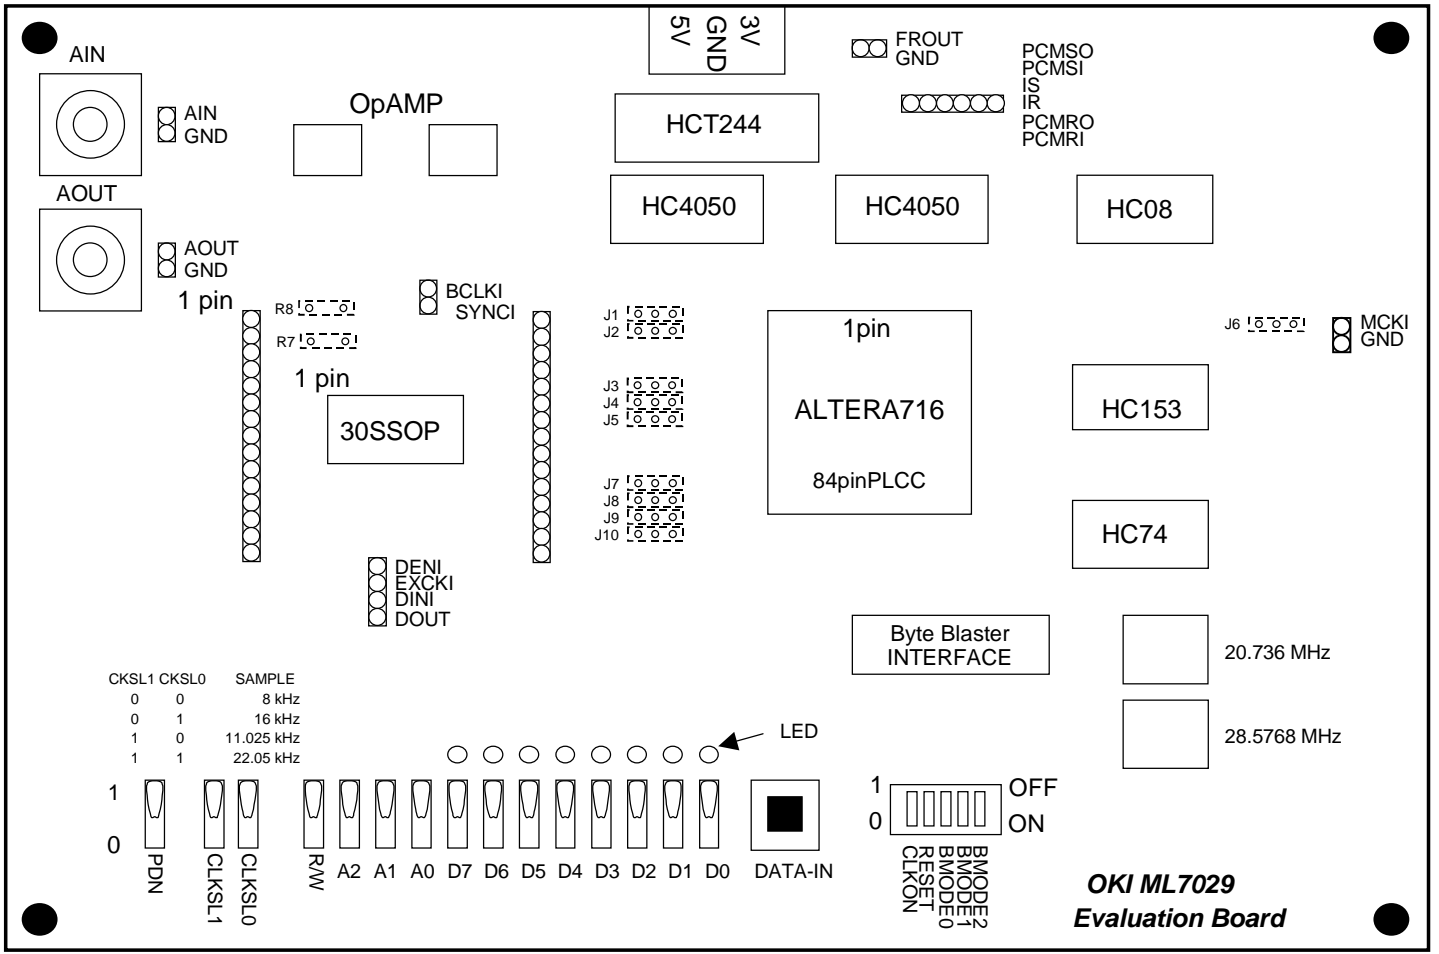 5V
GND
3V
AIN
AIN
GND
OpAMP
HCT244
FROUT
GND
PCMSO
PCMSI
IS
IR
PCMRO
PCMRI
AOUT
AOUT
GND
HC4050
HC4050
HC08
1 pin
R8
R7
1 pin
BCLKI
SYNCI
30SSOP
J1
J2
J3
J4
J5
J7
J8
J9
J10
1pin
ALTERA716
84pinPLCC
J6
MCKI
GND
HC153
HC74
DENI
EXCKI
DINI
DOUT
Byte Blaster
INTERFACE
20.736 MHz
28.5768 MHz
CKSL1 CKSL0 SAMPLE
0 0 8 kHz
0 1 16 kHz
1 0 11.025 kHz
1 1 22.05 kHz
LED
1
0
PDN
CLKSL1
CLKSL0
R/W
A2 A1 A0 D7 D6 D5 D4 D3 D2 D1 D0
DATA-IN
1
0
OFF
ON
CLKON
RESET
BMODE0
BMODE1
BMODE2
OKI ML7029
Evaluation Board